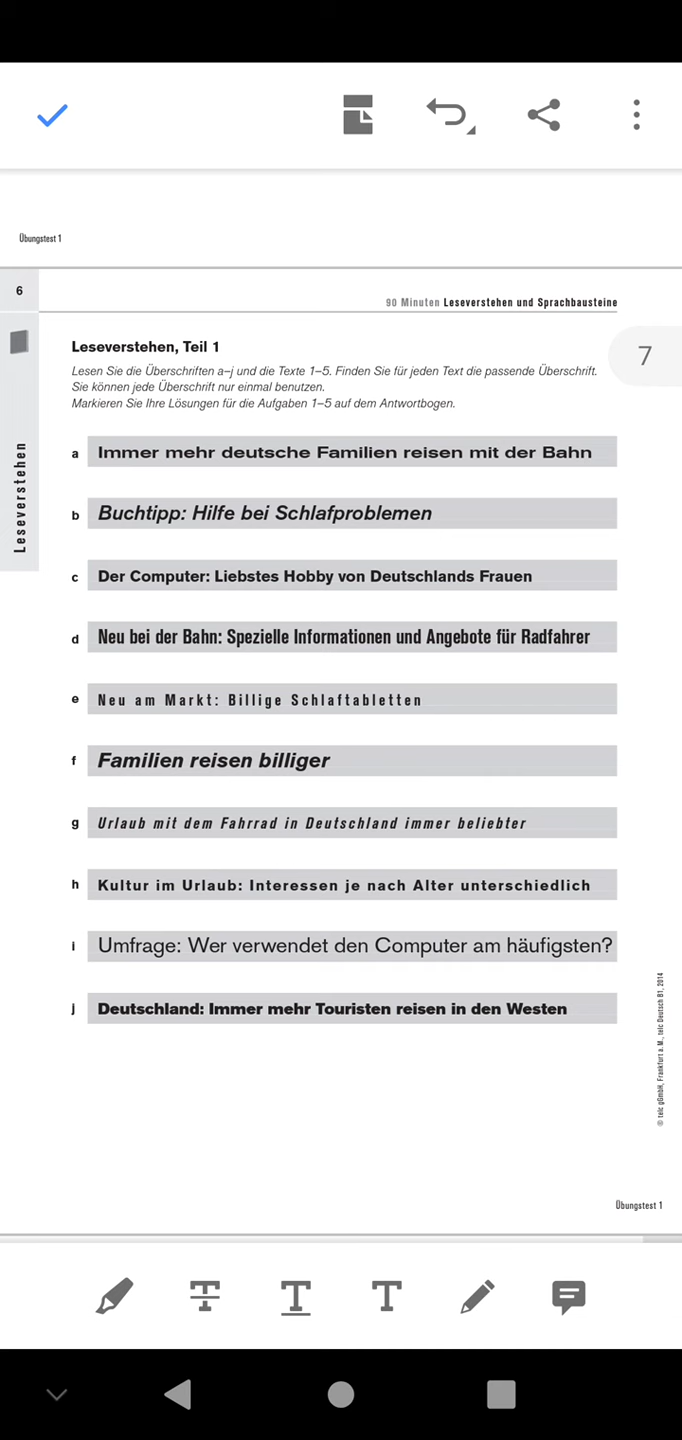 Übungstest 1
6
90 Minuten Leseverstehen und Sprachbausteine
7
Leseverstehen, Teil 1
Lesen Sie die Überschriften a–j und die Texte 1–5. Finden Sie für jeden Text die passende Überschrift.
Sie können jede Überschrift nur einmal benutzen.
Markieren Sie Ihre Lösungen für die Aufgaben 1–5 auf dem Antwortbogen.
Leseverstehen
a Immer mehr deutsche Familien reisen mit der Bahn
b Buchtipp: Hilfe bei Schlafproblemen
c Der Computer: Liebstes Hobby von Deutschlands Frauen
d Neu bei der Bahn: Spezielle Informationen und Angebote für Radfahrer
e Neu am Markt: Billige Schlaftabletten
f Familien reisen billiger
g Urlaub mit dem Fahrrad in Deutschland immer beliebter
h Kultur im Urlaub: Interessen je nach Alter unterschiedlich
i Umfrage: Wer verwendet den Computer am häufigsten?
j Deutschland: Immer mehr Touristen reisen in den Westen
© telc gGmbH, Frankfurt a. M., telc Deutsch B1, 2014
Übungstest 1